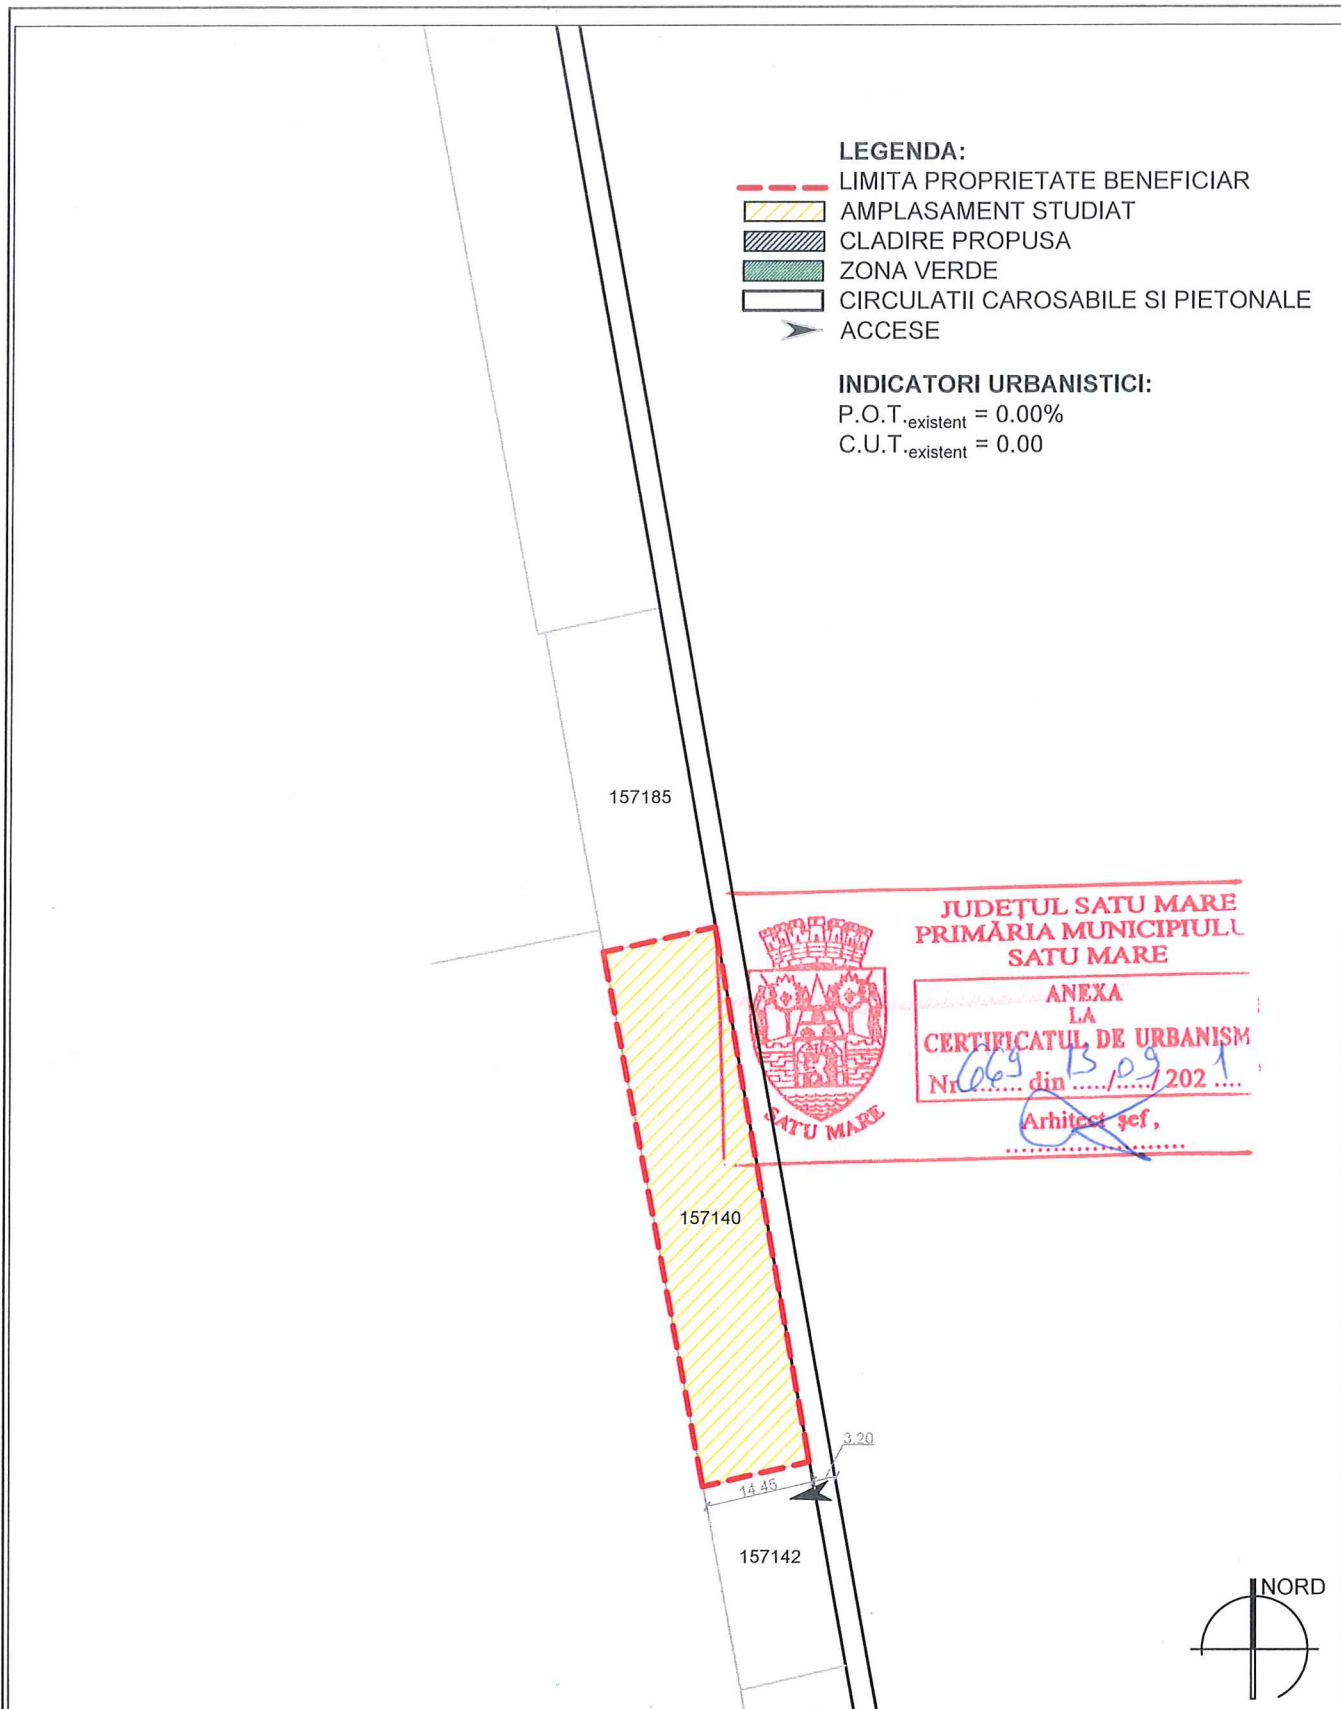 LEGENDA:
LIMITA PROPRIETATE BENEFICIAR
AMPLASAMENT STUDIAT
CLADIRE PROPUSA
ZONA VERDE
CIRCULATII CAROSABILE SI PIETONALE
ACCESE
INDICATORI URBANISTICI:
P.O.T.existent = 0.00%
C.U.T.existent = 0.00
157185
JUDEŢUL SATU MARE
PRIMĂRIA MUNICIPIULU
SATU MARE
ANEXA
LA
CERTIFICATUL DE URBANISM
Nr 669 din 13/09/2021
Arhitect şef,
SATU MARE
157140
3.20
14.45
157142
NORD